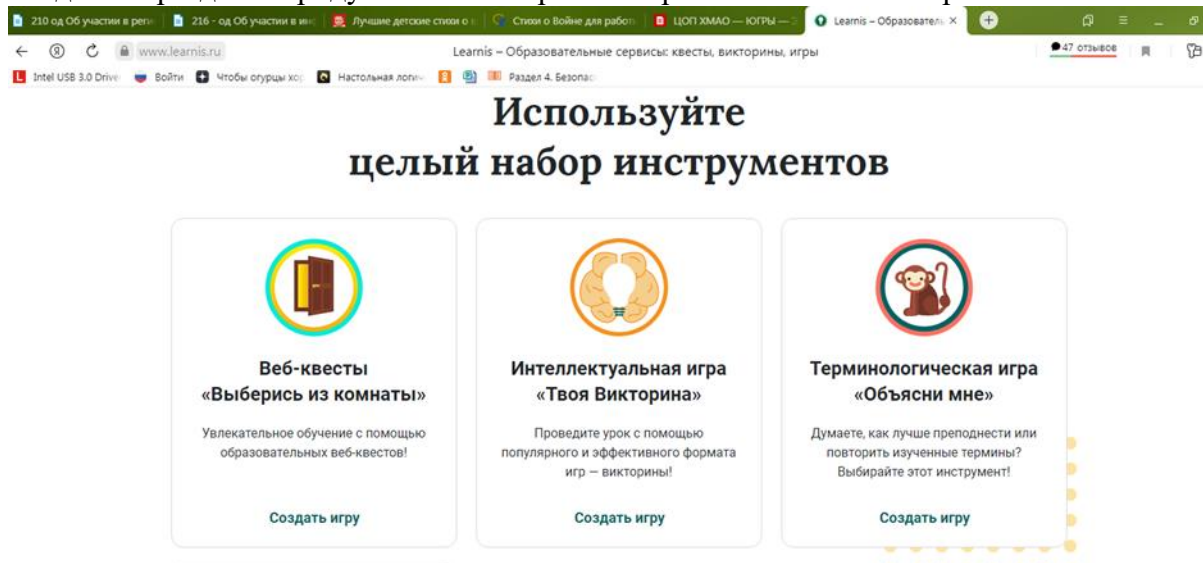 210 од Об участии в реги
216 - од Об участии в инс
Лучшие детские стихи о в
Стихи о Войне для работ
ЦОП ХМАО — ЮГРЫ —
Learnis – Образователь
www.learnis.ru
Learnis – Образовательные сервисы: квесты, викторины, игры
47 отзывов
Intel USB 3.0 Drive
Войти
Чтобы огурцы хор
Настольная логич
Раздел 4. Безопас
Используйте
целый набор инструментов
Веб-квесты
«Выберись из комнаты»
Увлекательное обучение с помощью
образовательных веб-квестов!
Создать игру
Интеллектуальная игра
«Твоя Викторина»
Проведите урок с помощью
популярного и эффективного формата
игр — викторины!
Создать игру
Терминологическая игра
«Объясни мне»
Думаете, как лучше преподнести или
повторить изученные термины?
Выбирайте этот инструмент!
Создать игру